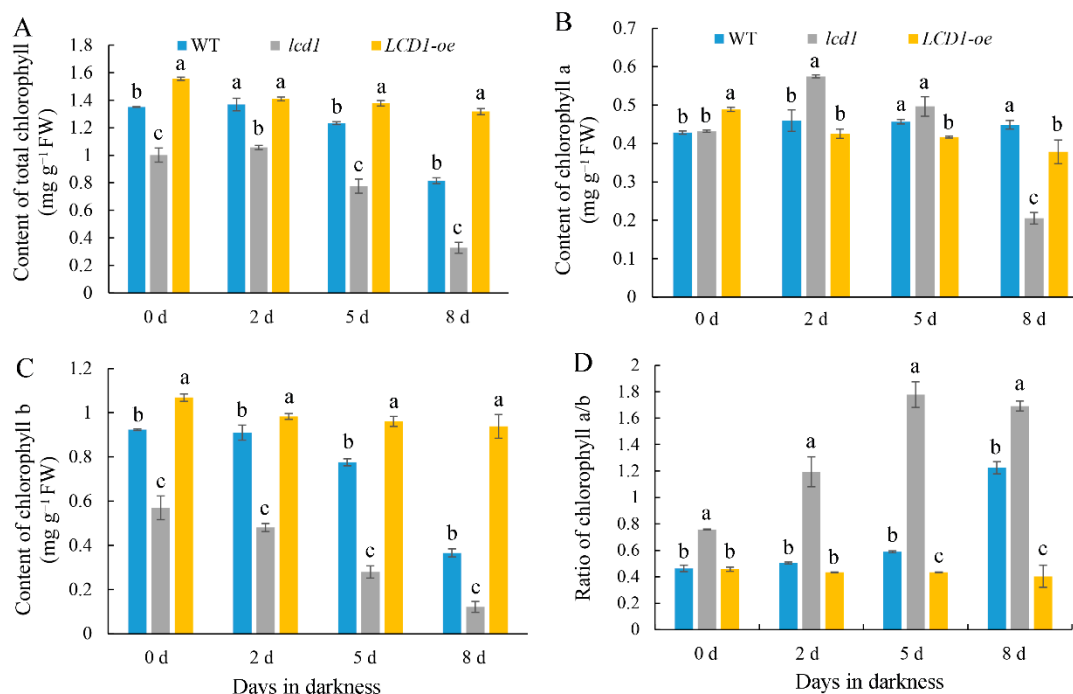 A
Content of total chlorophyll
(mg g⁻¹ FW)
1.8
1.6
1.4
1.2
1
0.8
0.6
0.4
0.2
0
WT lcd1 LCD1-oe
b c a
a b a
b c a
b c a
0 d 2 d 5 d 8 d
B
Content of chlorophyll a
(mg g⁻¹ FW)
0.7
0.6
0.5
0.4
0.3
0.2
0.1
0
WT lcd1 LCD1-oe
b b a
b a b
a a b
a c b
0 d 2 d 5 d 8 d
C
Content of chlorophyll b
(mg g⁻¹ FW)
1.2
1
0.8
0.6
0.4
0.2
0
b c a
b c a
b c a
b c a
0 d 2 d 5 d 8 d
Days in darkness
D
Ratio of chlorophyll a/b
2
1.8
1.6
1.4
1.2
1
0.8
0.6
0.4
0.2
0
b a b
b a b
b a c
b a c
0 d 2 d 5 d 8 d
Days in darkness